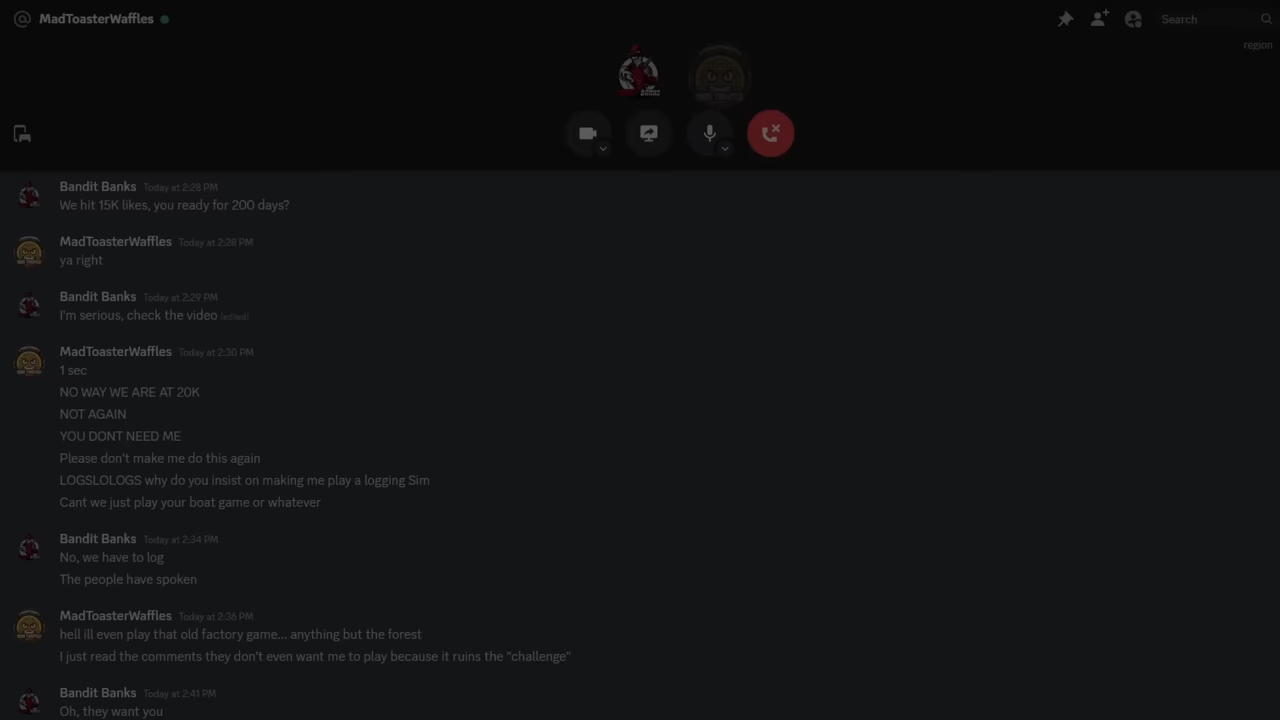 MadToasterWaffles
Search
region
Bandit Banks Today at 2:28 PM
We hit 15K likes, you ready for 200 days?
MadToasterWaffles Today at 2:28 PM
ya right
Bandit Banks Today at 2:29 PM
I'm serious, check the video (edited)
MadToasterWaffles Today at 2:30 PM
1 sec
NO WAY WE ARE AT 20K
NOT AGAIN
YOU DONT NEED ME
Please don't make me do this again
LOGSLOLOGS why do you insist on making me play a logging Sim
Cant we just play your boat game or whatever
Bandit Banks Today at 2:34 PM
No, we have to log
The people have spoken
MadToasterWaffles Today at 2:36 PM
hell ill even play that old factory game... anything but the forest
I just read the comments they don't even want me to play because it ruins the "challenge"
Bandit Banks Today at 2:41 PM
Oh, they want you